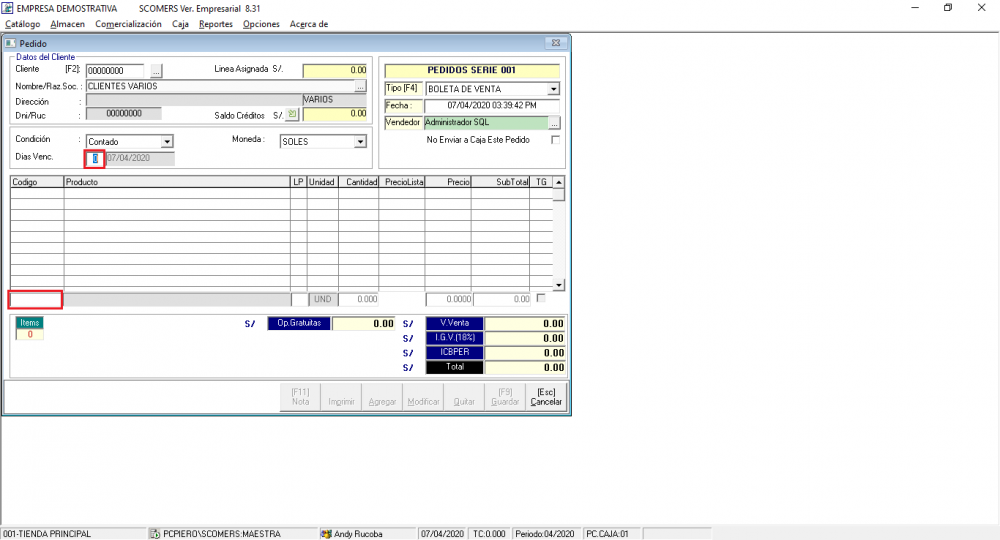 EMPRESA DEMOSTRATIVA SCOMERS Ver. Empresarial 8.31
Catálogo Almacen Comercialización Caja Reportes Opciones Acerca de
Pedido
Datos del Cliente
Cliente [F2]: 00000000 ... Linea Asignada S/. 0.00
Nombre/Raz.Soc. : CLIENTES VARIOS ...
Dirección : VARIOS
Dni/Ruc : 00000000 Saldo Créditos S/. 0.00
PEDIDOS SERIE 001
Tipo [F4] BOLETA DE VENTA
Fecha : 07/04/2020 03:39:42 PM
Vendedor Administrador SQL ...
No Enviar a Caja Este Pedido
Condición : Contado Moneda : SOLES
Dias Venc. 0 07/04/2020
Codigo Producto LP Unidad Cantidad PrecioLista Precio SubTotal TG
UND 0.000 0.0000 0.00
Items
0
S/ Op.Gratuitas 0.00 S/ V.Venta 0.00
S/ I.G.V.(18%) 0.00
S/ ICBPER 0.00
S/ Total 0.00
[F11] Nota Imprimir Agregar Modificar Quitar [F9] Guardar [Esc] Cancelar
001-TIENDA PRINCIPAL PCPIERO\SCOMERS:MAESTRA Andy Rucoba 07/04/2020 TC:0.000 Periodo:04/2020 PC.CAJA:01